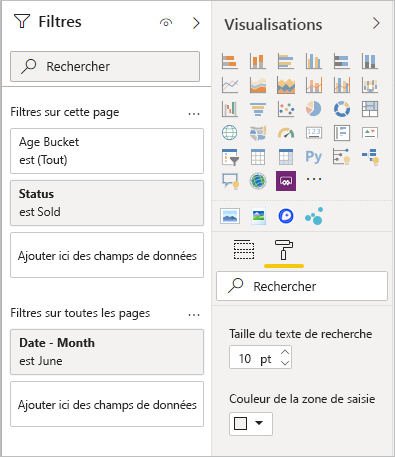 Filtres
Rechercher
Filtres sur cette page
...
Age Bucket
est (Tout)
Status
est Sold
Ajouter ici des champs de données
Filtres sur toutes les pages
...
Date - Month
est June
Ajouter ici des champs de données
Visualisations
123
R
Py
...
Rechercher
Taille du texte de recherche
10 pt
Couleur de la zone de saisie